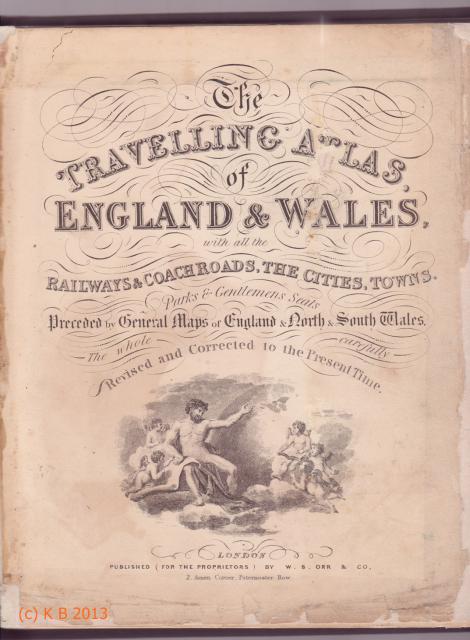 The
TRAVELLING ATLAS,
of
ENGLAND & WALES,
with all the
RAILWAYS & COACHROADS, THE CITIES, TOWNS.
Parks & Gentlemens Seats
Preceded by General Maps of England & North & South Wales.
The whole carefully
Revised and Corrected to the Present Time.
LONDON
PUBLISHED (FOR THE PROPRIETORS) BY W. S. ORR & CO,
2. Amen Corner, Paternoster Row
(c) K B 2013